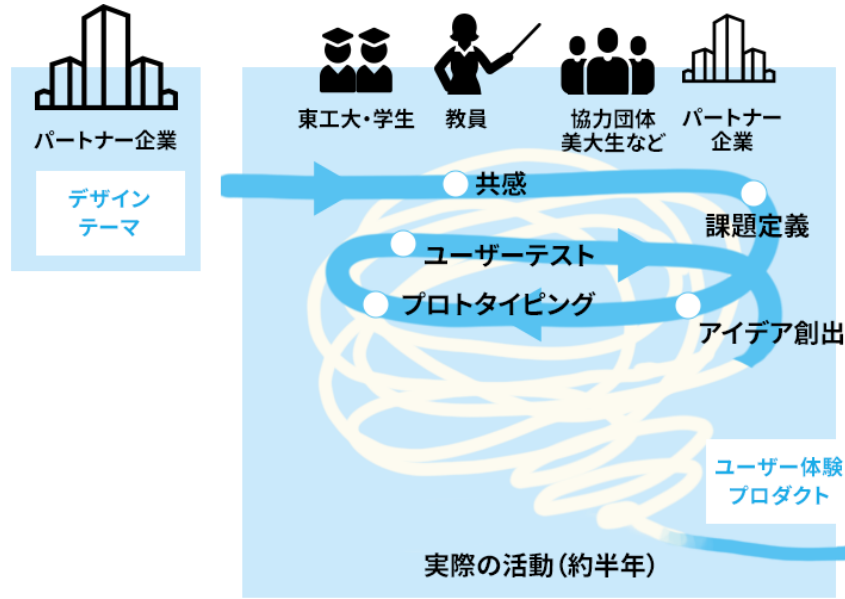 パートナー企業
デザイン
テーマ
東工大・学生
教員
協力団体
美大生など
パートナー
企業
共感
課題定義
ユーザーテスト
プロトタイピング
アイデア創出
ユーザー体験
プロダクト
実際の活動（約半年）